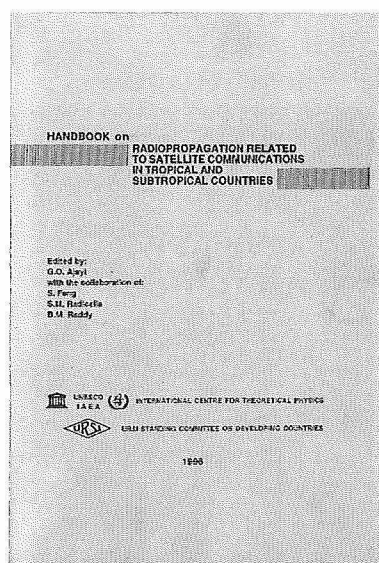 HANDBOOK on
RADIOPROPAGATION RELATED
TO SATELLITE COMMUNICATIONS
IN TROPICAL AND
SUBTROPICAL COUNTRIES
Edited by:
G.O. Ajayi
with the collaboration of:
S. Feng
S.M. Radicella
B.M. Reddy
UNESCO
IAEA
INTERNATIONAL CENTRE FOR THEORETICAL PHYSICS
URSI
URSI STANDING COMMITTEE ON DEVELOPING COUNTRIES